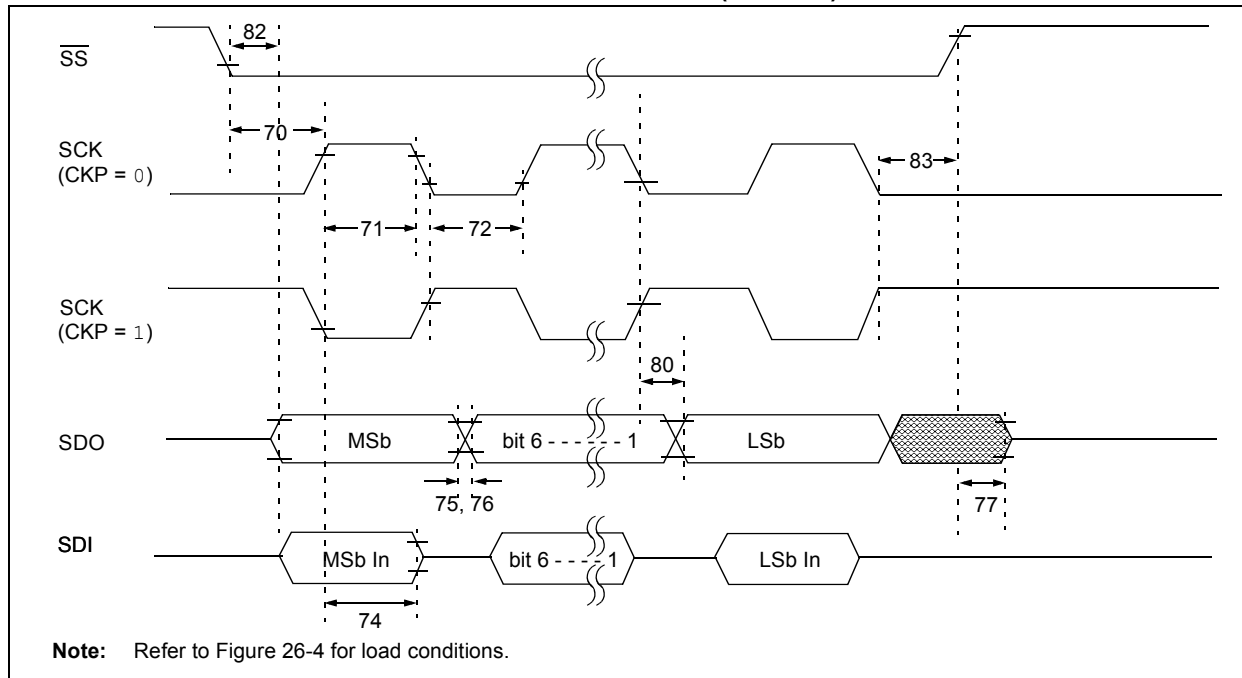 82
SS
70
SCK
(CKP = 0)
83
71
72
SCK
(CKP = 1)
80
SDO
MSb
bit 6 - - - - - - 1
LSb
75, 76
77
SDI
MSb In
bit 6 - - - - 1
LSb In
74
Note: Refer to Figure 26-4 for load conditions.